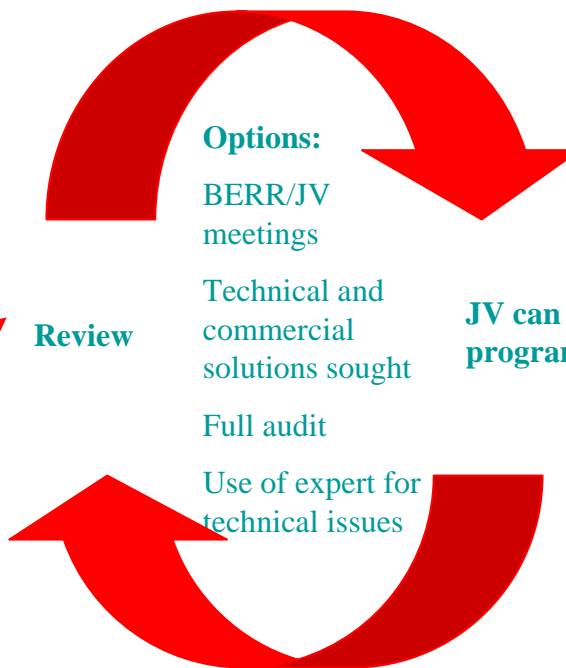 Options:
BERR/JV
meetings
Technical and
commercial
solutions sought
Full audit
Use of expert for
technical issues
Review
JV can